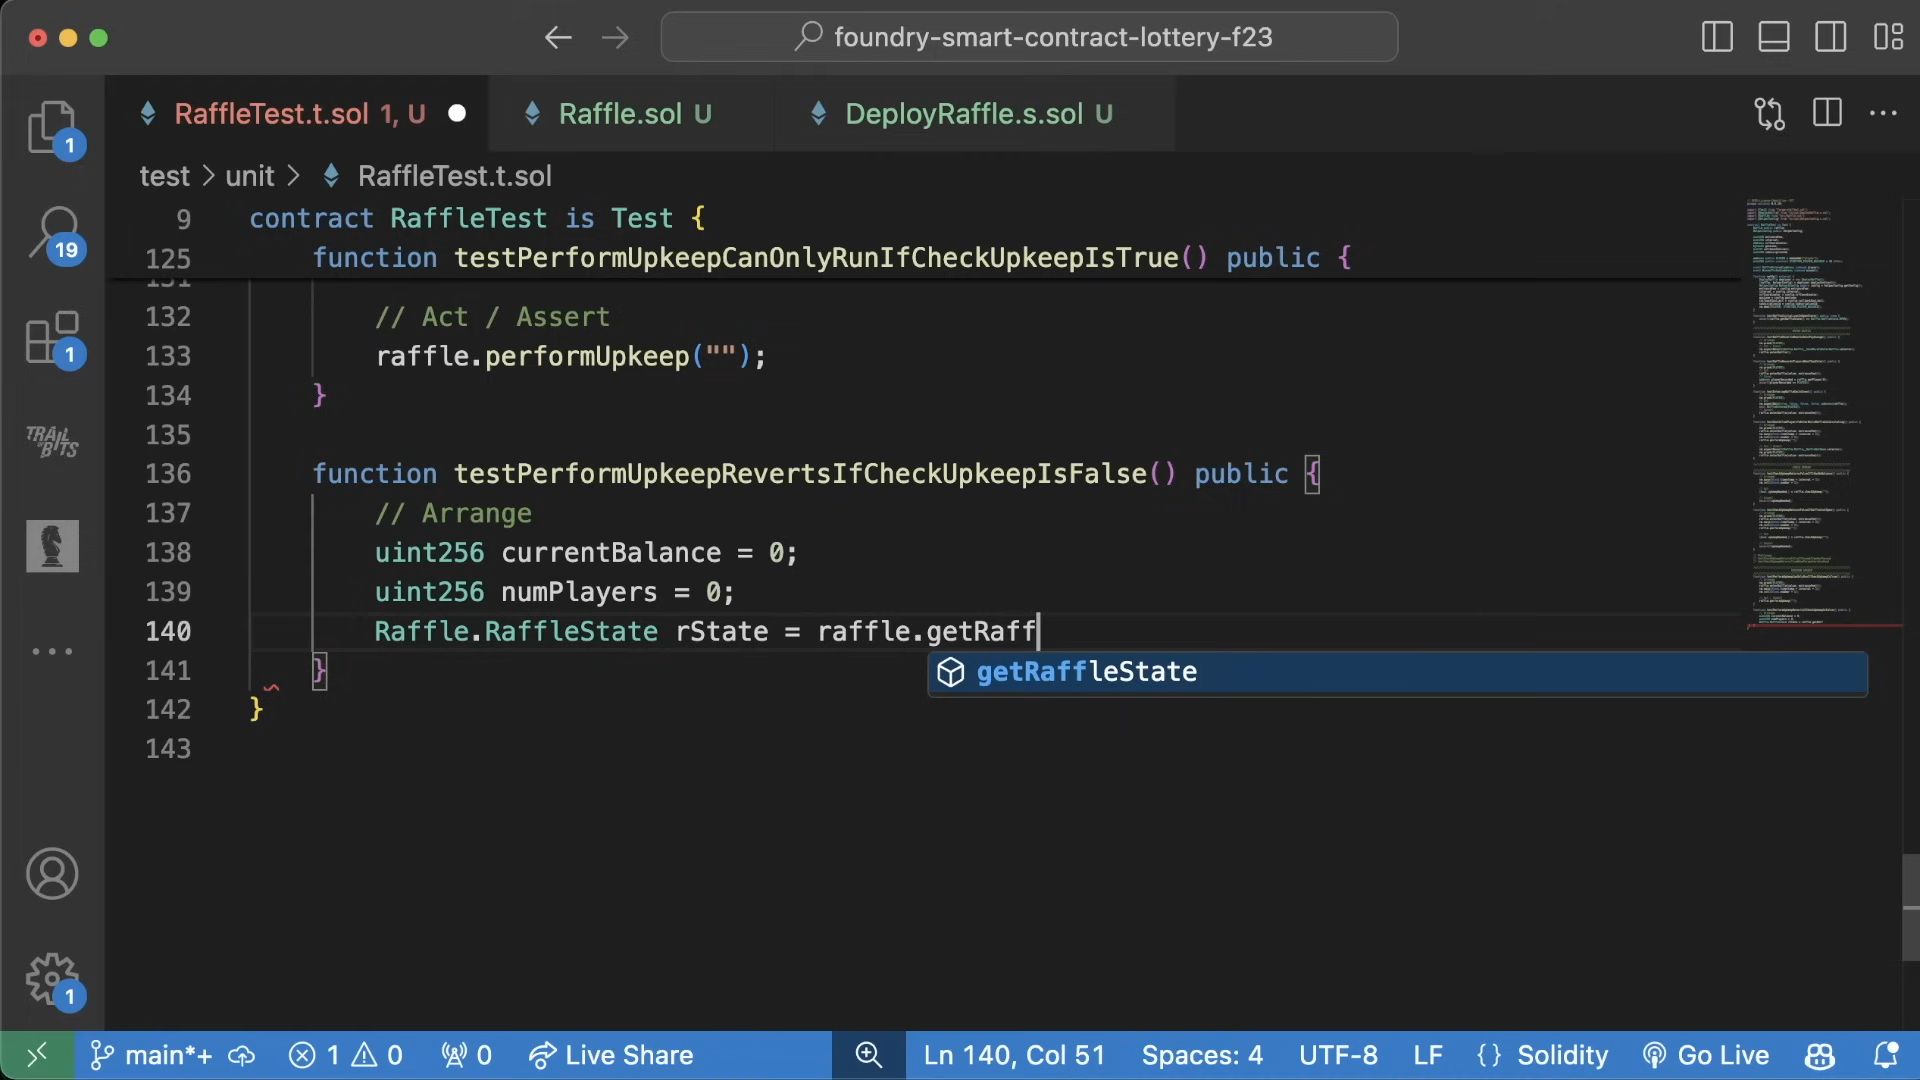 foundry-smart-contract-lottery-f23
RaffleTest.t.sol 1, U
Raffle.sol U
DeployRaffle.s.sol U
test > unit > RaffleTest.t.sol
9 contract RaffleTest is Test {
125 function testPerformUpkeepCanOnlyRunIfCheckUpkeepIsTrue() public {
131
132 // Act / Assert
133 raffle.performUpkeep("");
134 }
135
136 function testPerformUpkeepRevertsIfCheckUpkeepIsFalse() public {
137 // Arrange
138 uint256 currentBalance = 0;
139 uint256 numPlayers = 0;
140 Raffle.RaffleState rState = raffle.getRaff
getRaffleState
141 }
142 }
143
1
19
1
TRAIL OF BITS
1
main*+ 1 0 0 Live Share Ln 140, Col 51 Spaces: 4 UTF-8 LF {} Solidity Go Live